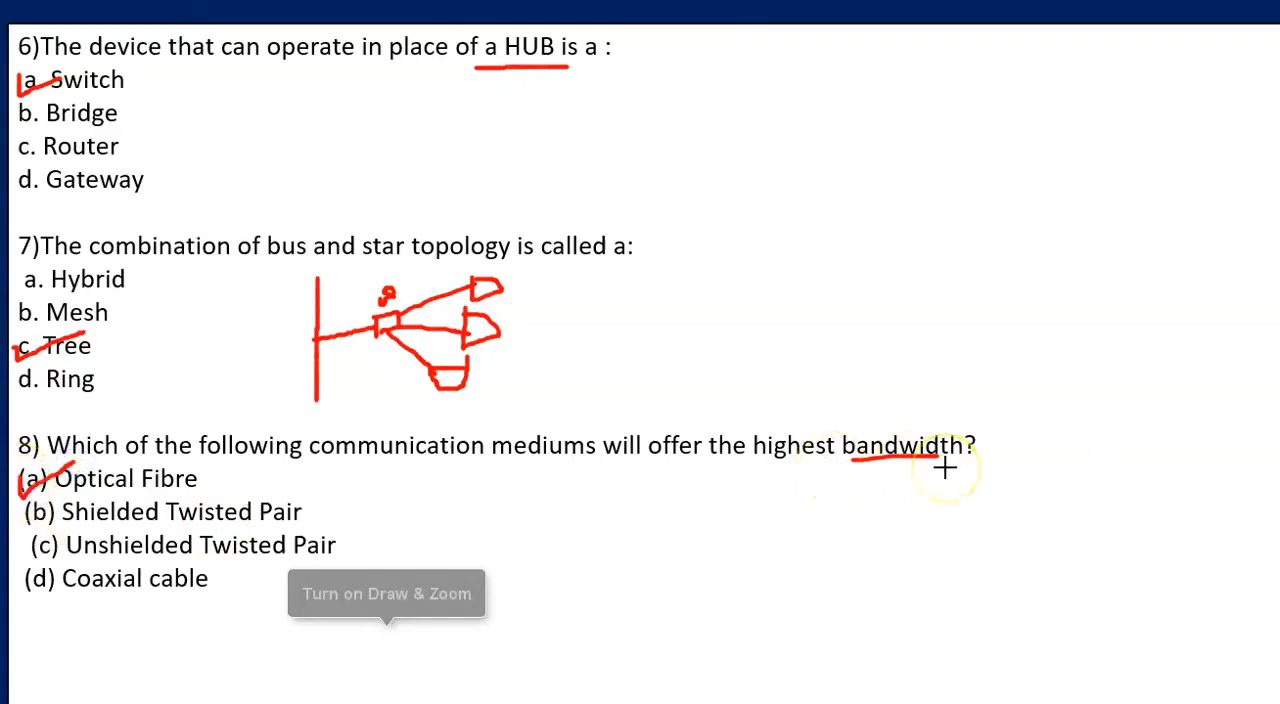 6)The device that can operate in place of a HUB is a :
a. Switch
b. Bridge
c. Router
d. Gateway
7)The combination of bus and star topology is called a:
a. Hybrid
b. Mesh
c. Tree
d. Ring
8) Which of the following communication mediums will offer the highest bandwidth?
(a) Optical Fibre
(b) Shielded Twisted Pair
(c) Unshielded Twisted Pair
(d) Coaxial cable
Turn on Draw & Zoom